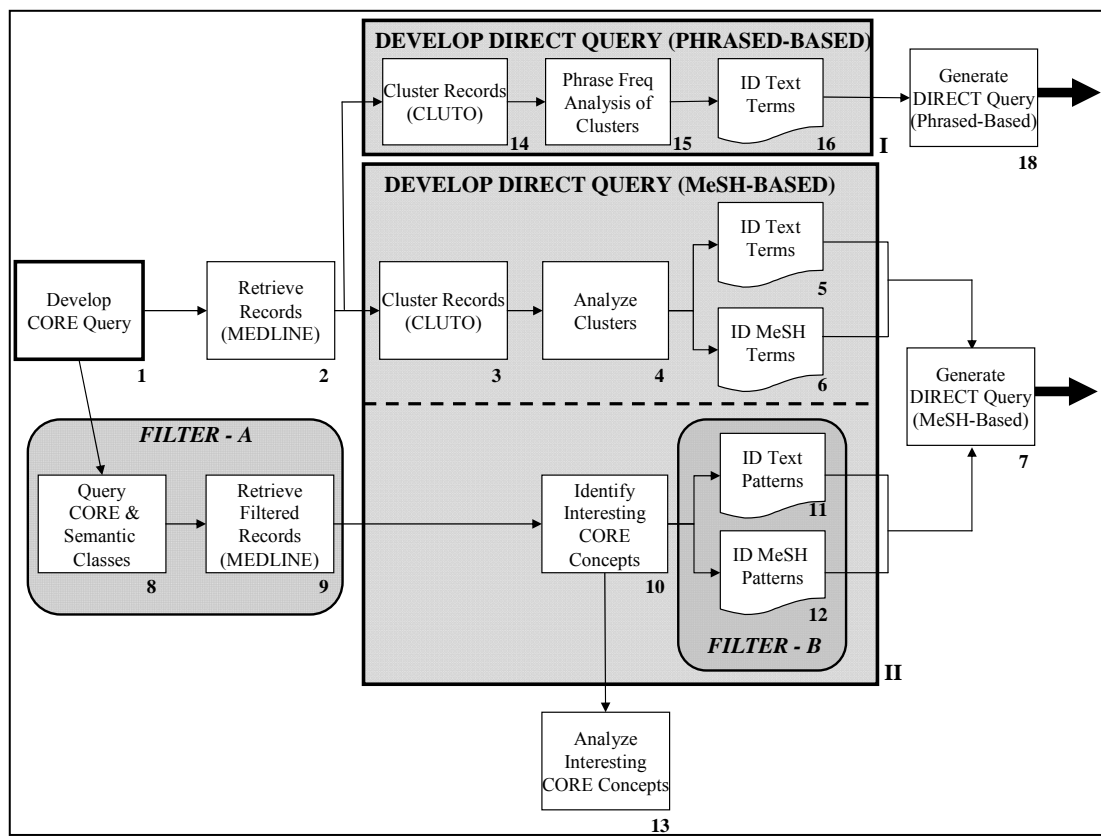 DEVELOP DIRECT QUERY (PHRASED-BASED)
Cluster Records
(CLUTO)
14
Phrase Freq
Analysis of
Clusters
15
ID Text
Terms
16
I
Generate
DIRECT Query
(Phrased-Based)
18
DEVELOP DIRECT QUERY (MeSH-BASED)
Develop
CORE Query
1
Retrieve
Records
(MEDLINE)
2
Cluster Records
(CLUTO)
3
Analyze
Clusters
4
ID Text
Terms
5
ID MeSH
Terms
6
Generate
DIRECT Query
(MeSH-Based)
7
FILTER - A
Query
CORE &
Semantic
Classes
8
Retrieve
Filtered
Records
(MEDLINE)
9
Identify
Interesting
CORE
Concepts
10
ID Text
Patterns
11
ID MeSH
Patterns
12
FILTER - B
II
Analyze
Interesting
CORE Concepts
13